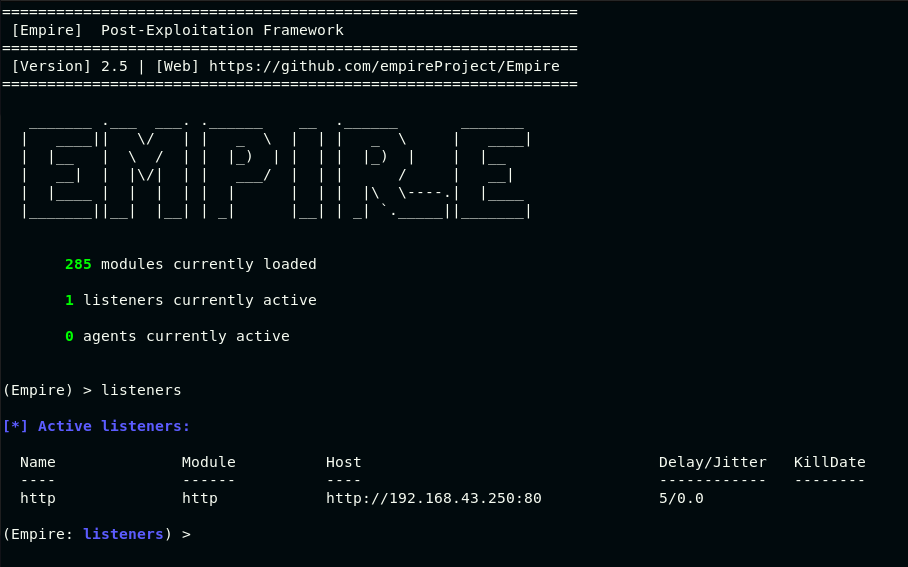 ================================================================
[Empire]  Post-Exploitation Framework
================================================================
[Version] 2.5 | [Web] https://github.com/empireProject/Empire
================================================================
EMPIRE
285 modules currently loaded
1 listeners currently active
0 agents currently active
(Empire) > listeners
[*] Active listeners:
Name Module Host Delay/Jitter KillDate
---- ------ ---- ------------ --------
http http http://192.168.43.250:80 5/0.0
(Empire: listeners) >